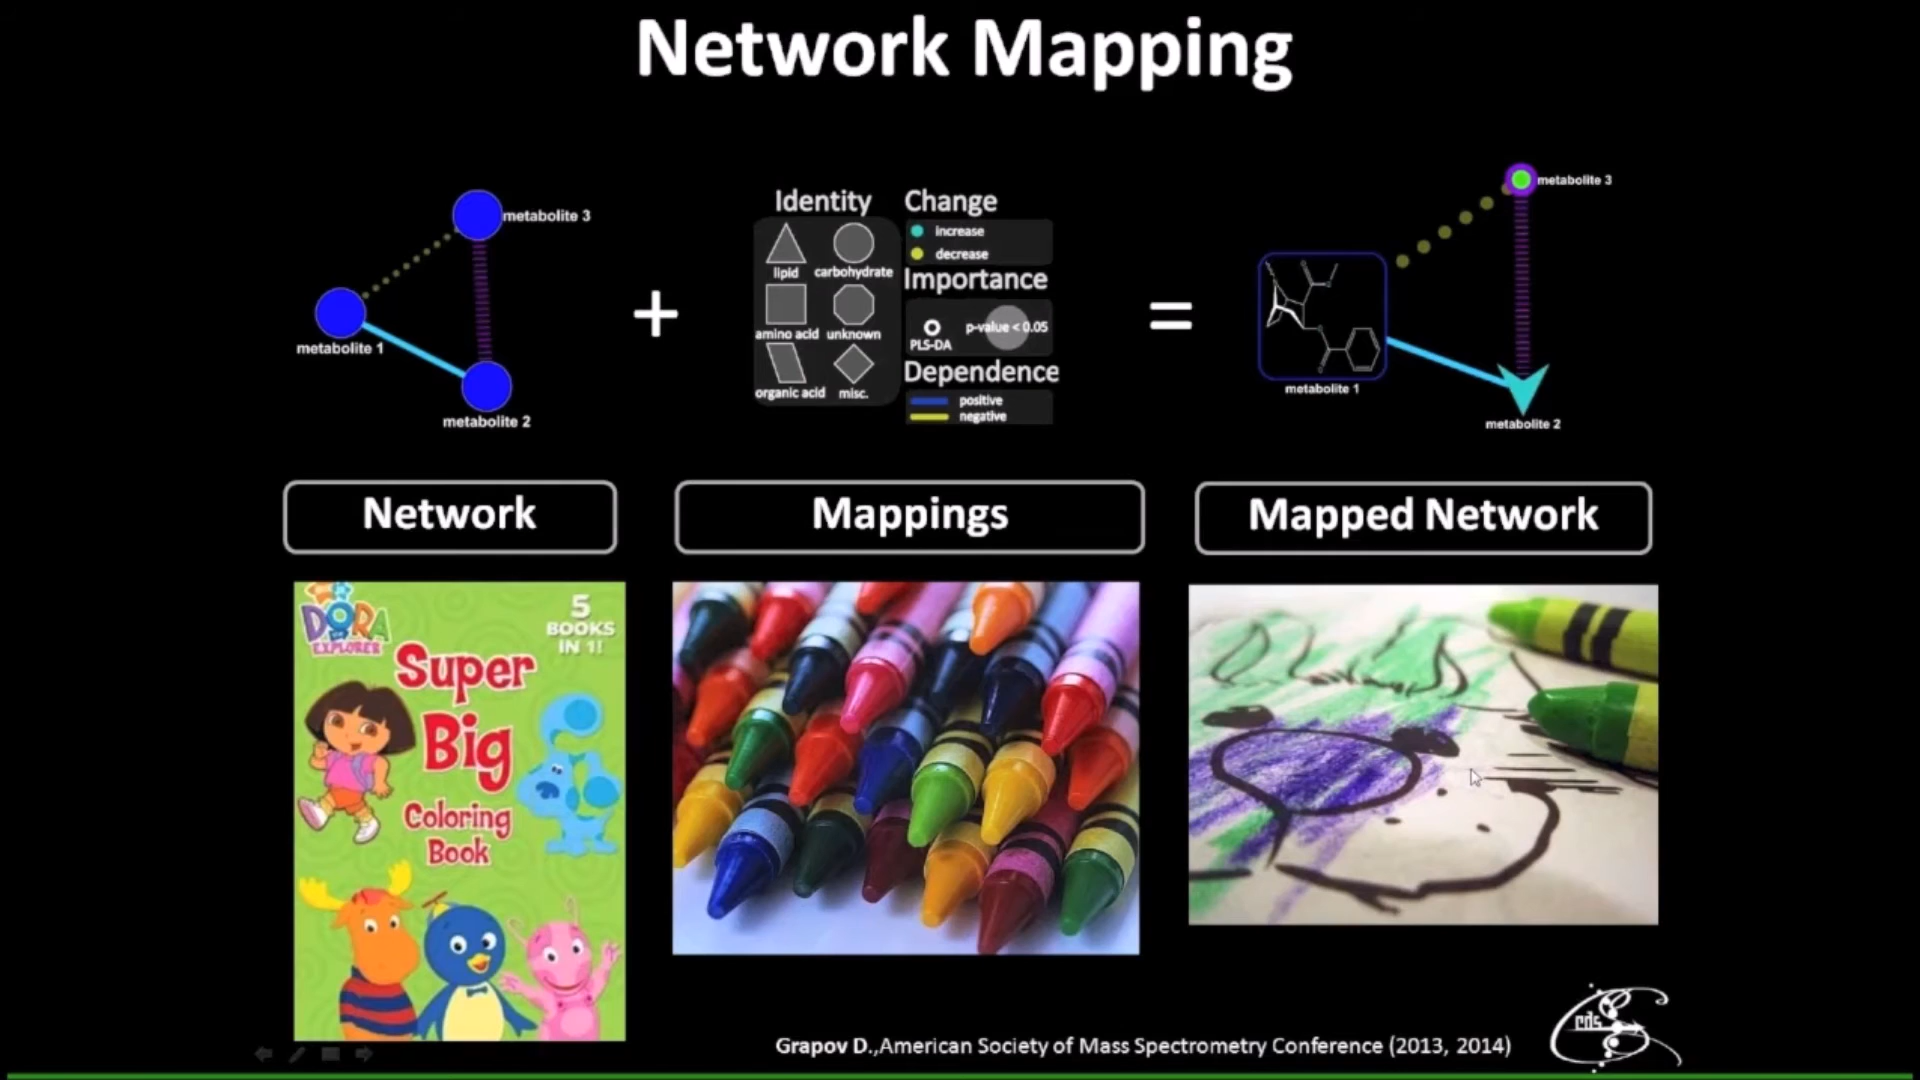 Network Mapping
metabolite 3
metabolite 1
metabolite 2
+
Identity
lipid
carbohydrate
amino acid
unknown
organic acid
misc.
Change
increase
decrease
Importance
PLS-DA
p-value < 0.05
Dependence
positive
negative
=
metabolite 3
metabolite 1
metabolite 2
Network
Mappings
Mapped Network
DORA
EXPLORER
5
BOOKS
IN 1!
Super
Big
Coloring
Book
Grapov D.,American Society of Mass Spectrometry Conference (2013, 2014)